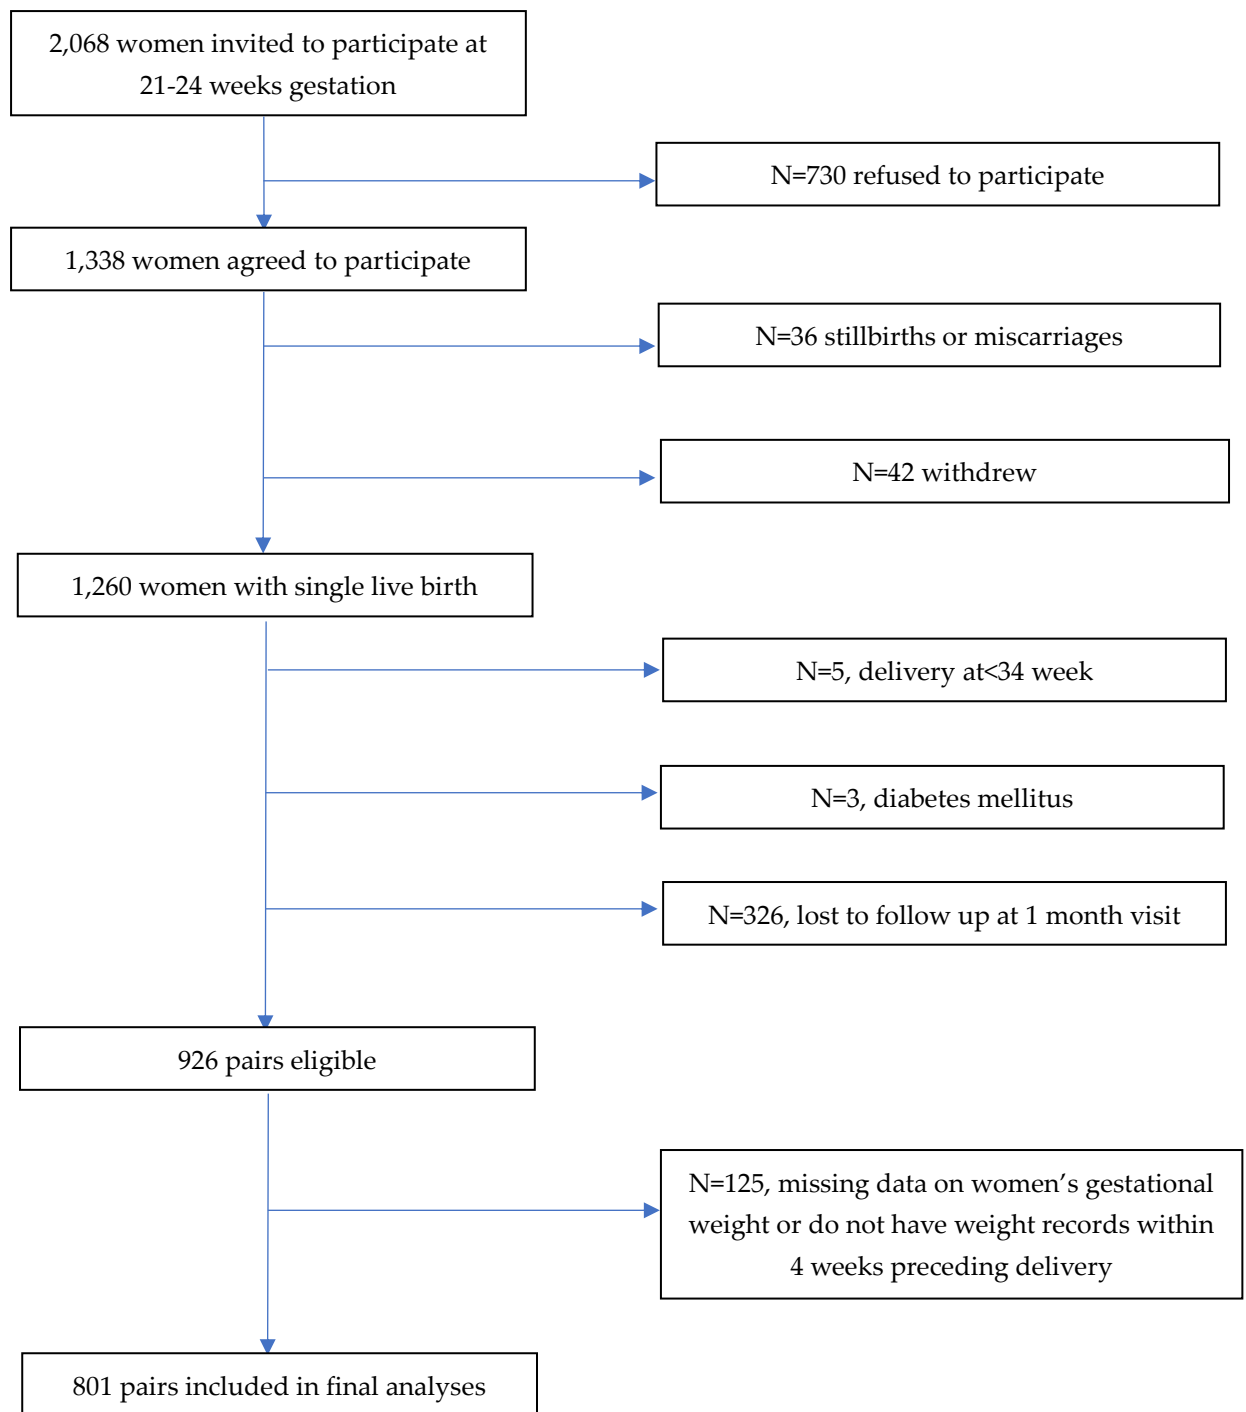 2,068 women invited to participate at
21-24 weeks gestation
N=730 refused to participate
1,338 women agreed to participate
N=36 stillbirths or miscarriages
N=42 withdrew
1,260 women with single live birth
N=5, delivery at<34 week
N=3, diabetes mellitus
N=326, lost to follow up at 1 month visit
926 pairs eligible
N=125, missing data on women’s gestational
weight or do not have weight records within
4 weeks preceding delivery
801 pairs included in final analyses